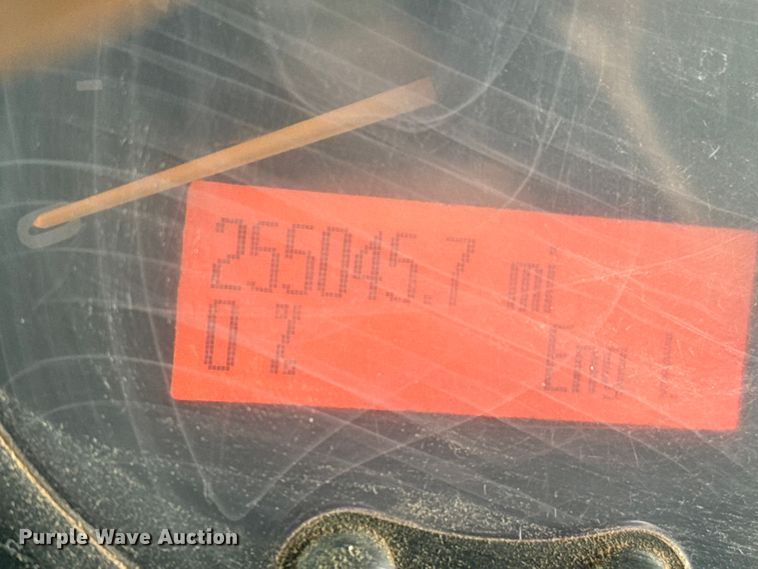 255045.7 mi
0 % Eng %
Purple Wave Auction